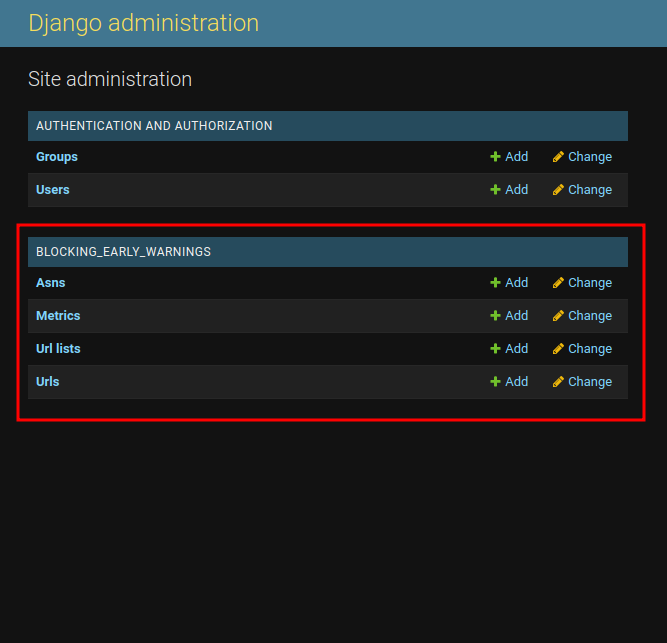 Django administration
Site administration
AUTHENTICATION AND AUTHORIZATION
Groups Add Change
Users Add Change
BLOCKING_EARLY_WARNINGS
Asns Add Change
Metrics Add Change
Url lists Add Change
Urls Add Change